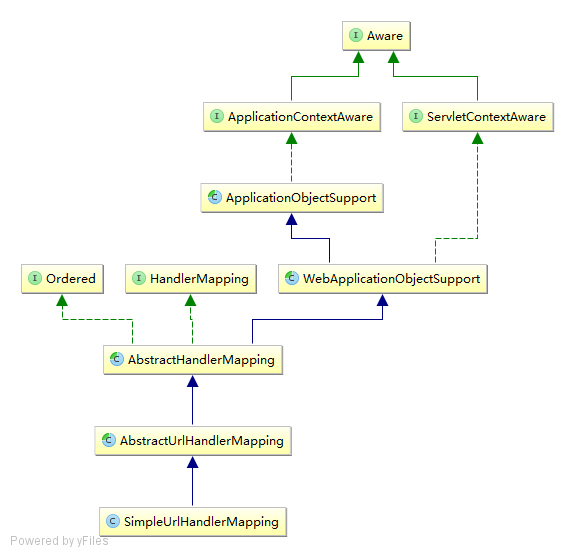 I Aware
I ApplicationContextAware
I ServletContextAware
C ApplicationObjectSupport
I Ordered
I HandlerMapping
C WebApplicationObjectSupport
C AbstractHandlerMapping
C AbstractUrlHandlerMapping
C SimpleUrlHandlerMapping
Powered by yFiles